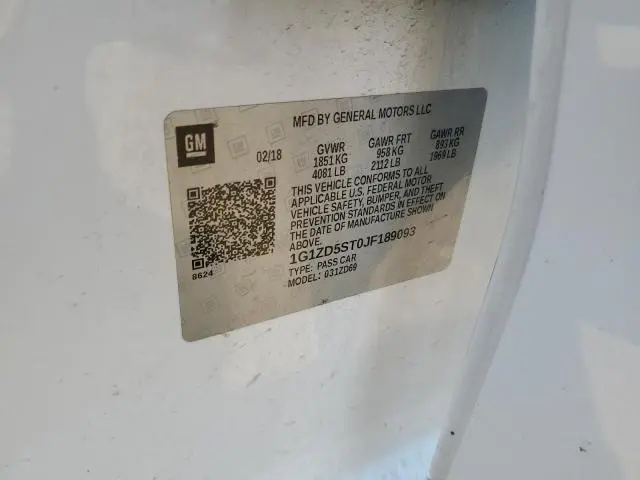 MFD BY GENERAL MOTORS LLC
GM
02/18
GVWR GAWR FRT GAWR RR
1851 KG 958 KG 893 KG
4081 LB 2112 LB 1969 LB
THIS VEHICLE CONFORMS TO ALL
APPLICABLE U.S. FEDERAL MOTOR
VEHICLE SAFETY, BUMPER, AND THEFT
PREVENTION STANDARDS IN EFFECT ON
THE DATE OF MANUFACTURE SHOWN
ABOVE.
1G1ZD5ST0JF189093
TYPE: PASS CAR
MODEL: 031ZD69
8624